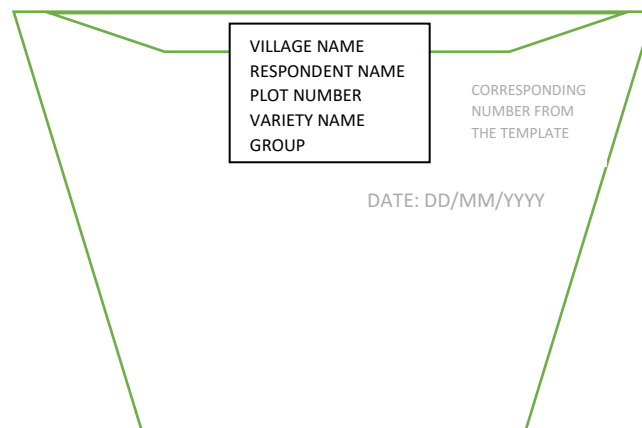 VILLAGE NAME
RESPONDENT NAME
PLOT NUMBER
VARIETY NAME
GROUP
CORRESPONDING
NUMBER FROM
THE TEMPLATE
DATE: DD/MM/YYYY